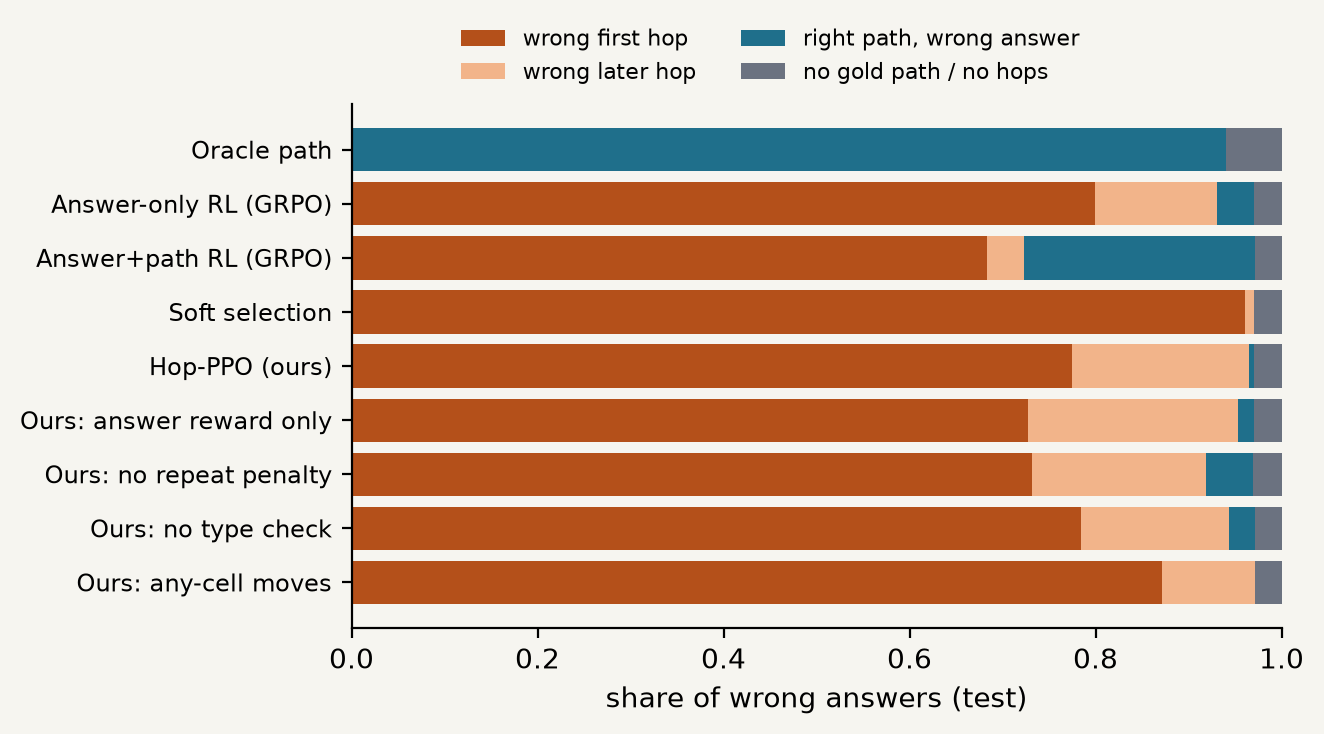 wrong first hop
wrong later hop
right path, wrong answer
no gold path / no hops
Oracle path
Answer-only RL (GRPO)
Answer+path RL (GRPO)
Soft selection
Hop-PPO (ours)
Ours: answer reward only
Ours: no repeat penalty
Ours: no type check
Ours: any-cell moves
0.0 0.2 0.4 0.6 0.8 1.0
share of wrong answers (test)